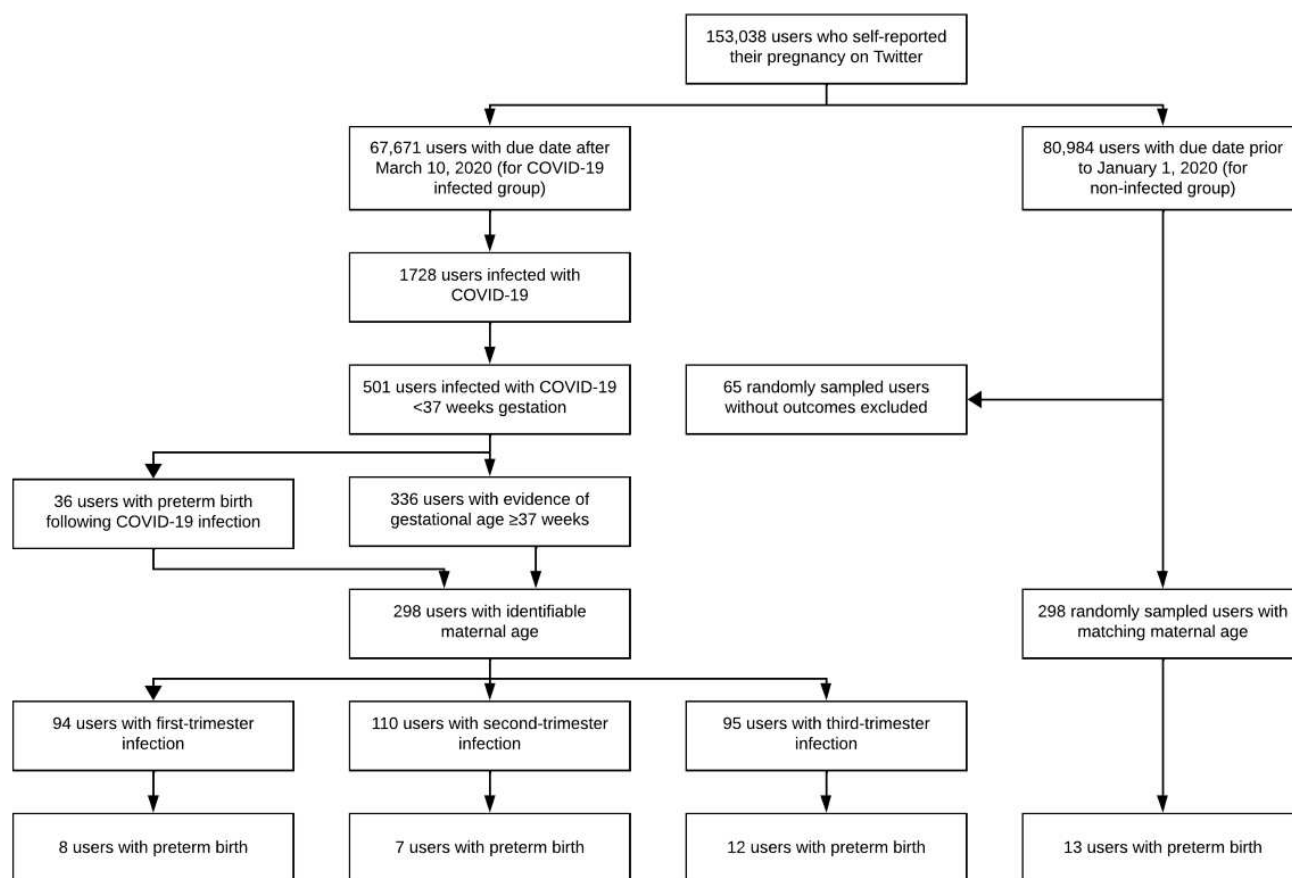 153,038 users who self-reported
their pregnancy on Twitter
67,671 users with due date after
March 10, 2020 (for COVID-19
infected group)
80,984 users with due date prior
to January 1, 2020 (for
non-infected group)
1728 users infected with
COVID-19
501 users infected with COVID-19
<37 weeks gestation
65 randomly sampled users
without outcomes excluded
36 users with preterm birth
following COVID-19 infection
336 users with evidence of
gestational age ≥37 weeks
298 users with identifiable
maternal age
298 randomly sampled users with
matching maternal age
94 users with first-trimester
infection
110 users with second-trimester
infection
95 users with third-trimester
infection
8 users with preterm birth
7 users with preterm birth
12 users with preterm birth
13 users with preterm birth